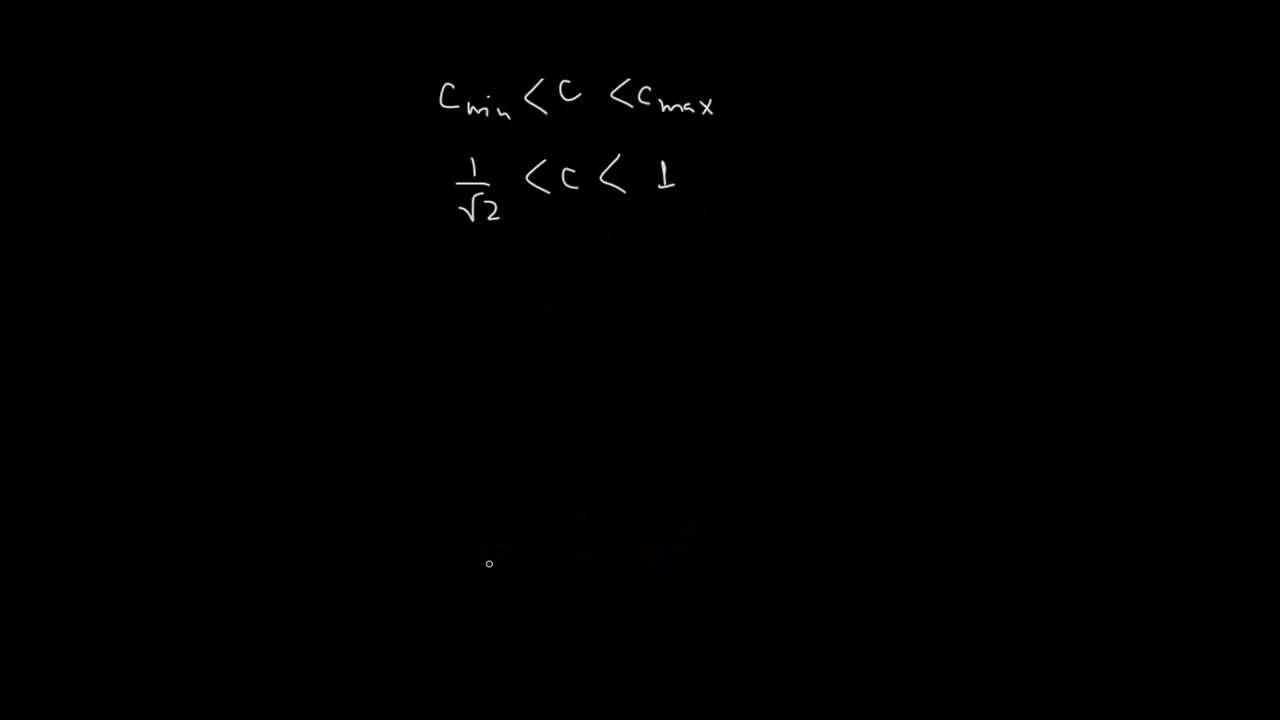 c_min < c < c_max
1/√2 < c < 1